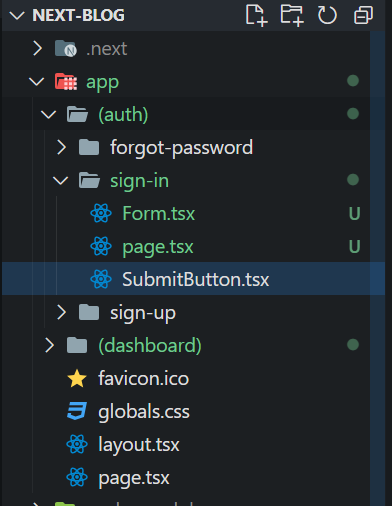 NEXT-BLOG
.next
app
(auth)
forgot-password
sign-in
Form.tsx U
page.tsx U
SubmitButton.tsx
sign-up
(dashboard)
favicon.ico
globals.css
layout.tsx
page.tsx